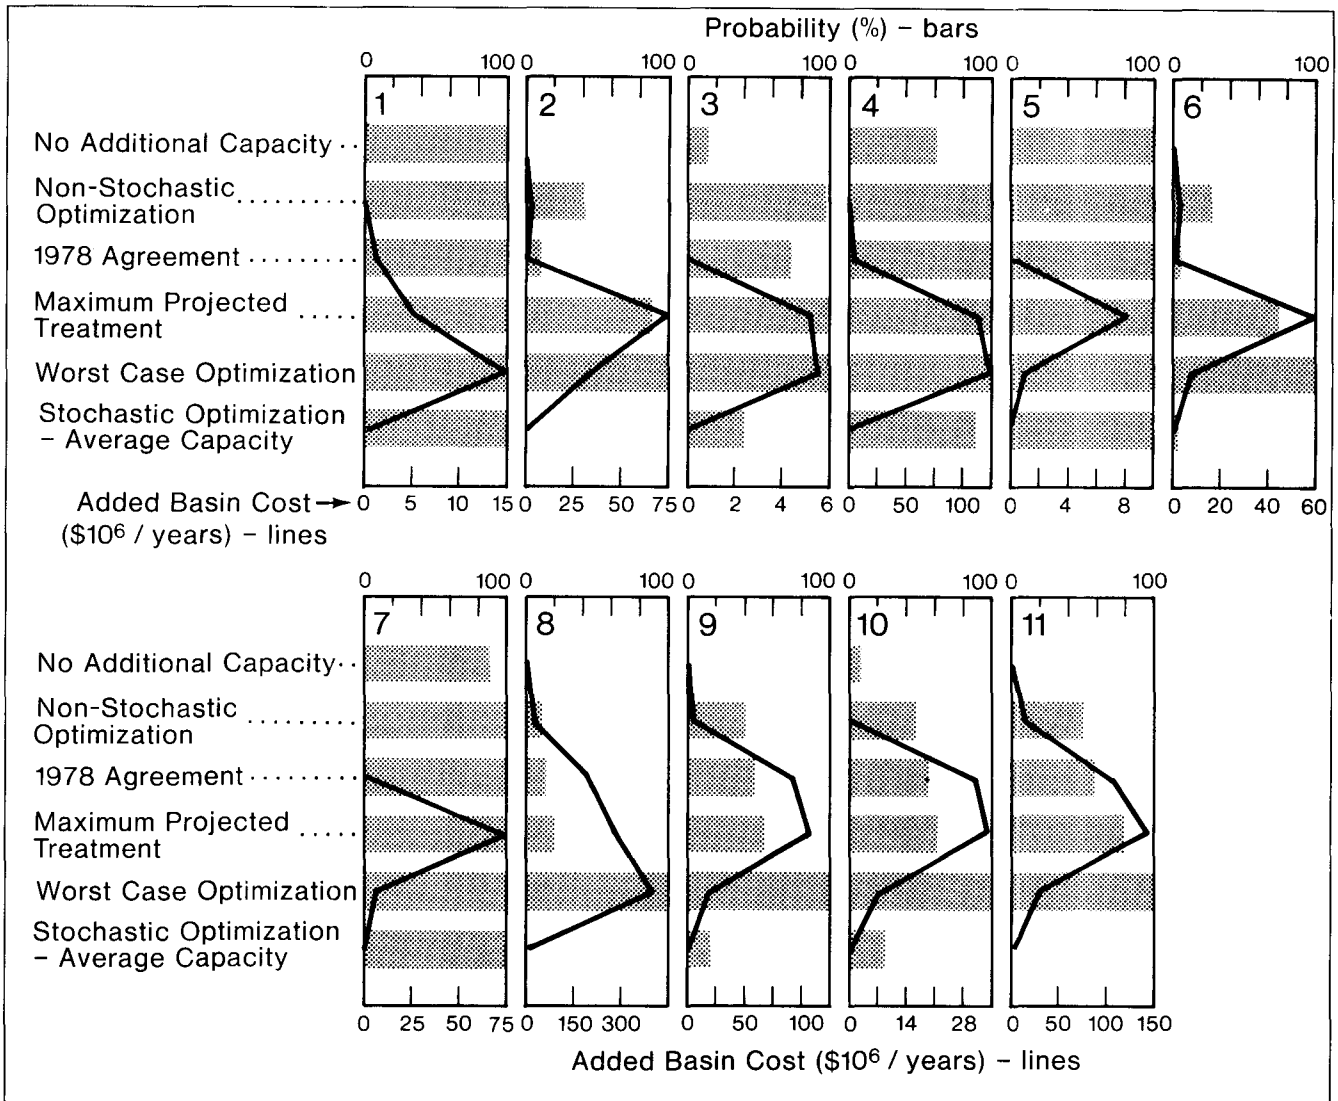 Probability (%) – bars
0 100 0 100 0 100 0 100 0 100 0 100
1 2 3 4 5 6
No Additional Capacity ··
Non-Stochastic
Optimization ·········
1978 Agreement ········
Maximum Projected
Treatment ·····
Worst Case Optimization
Stochastic Optimization
– Average Capacity
Added Basin Cost →
($10⁶ / years) – lines
0 5 10 15 0 25 50 75 0 2 4 6 0 50 100 0 4 8 0 20 40 60
0 100 0 100 0 100 0 100 0 100
7 8 9 10 11
No Additional Capacity ··
Non-Stochastic
Optimization ········
1978 Agreement ········
Maximum Projected
Treatment ·····
Worst Case Optimization
Stochastic Optimization
– Average Capacity
0 25 50 75 0 150 300 0 50 100 0 14 28 0 50 100 150
Added Basin Cost ($10⁶ / years) – lines